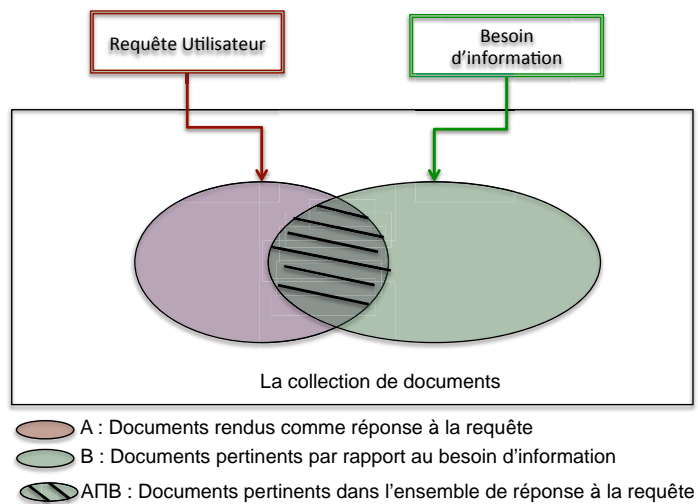 Requête Utilisateur
Besoin
d'information
La collection de documents
A : Documents rendus comme réponse à la requête
B : Documents pertinents par rapport au besoin d'information
AПB : Documents pertinents dans l'ensemble de réponse à la requête